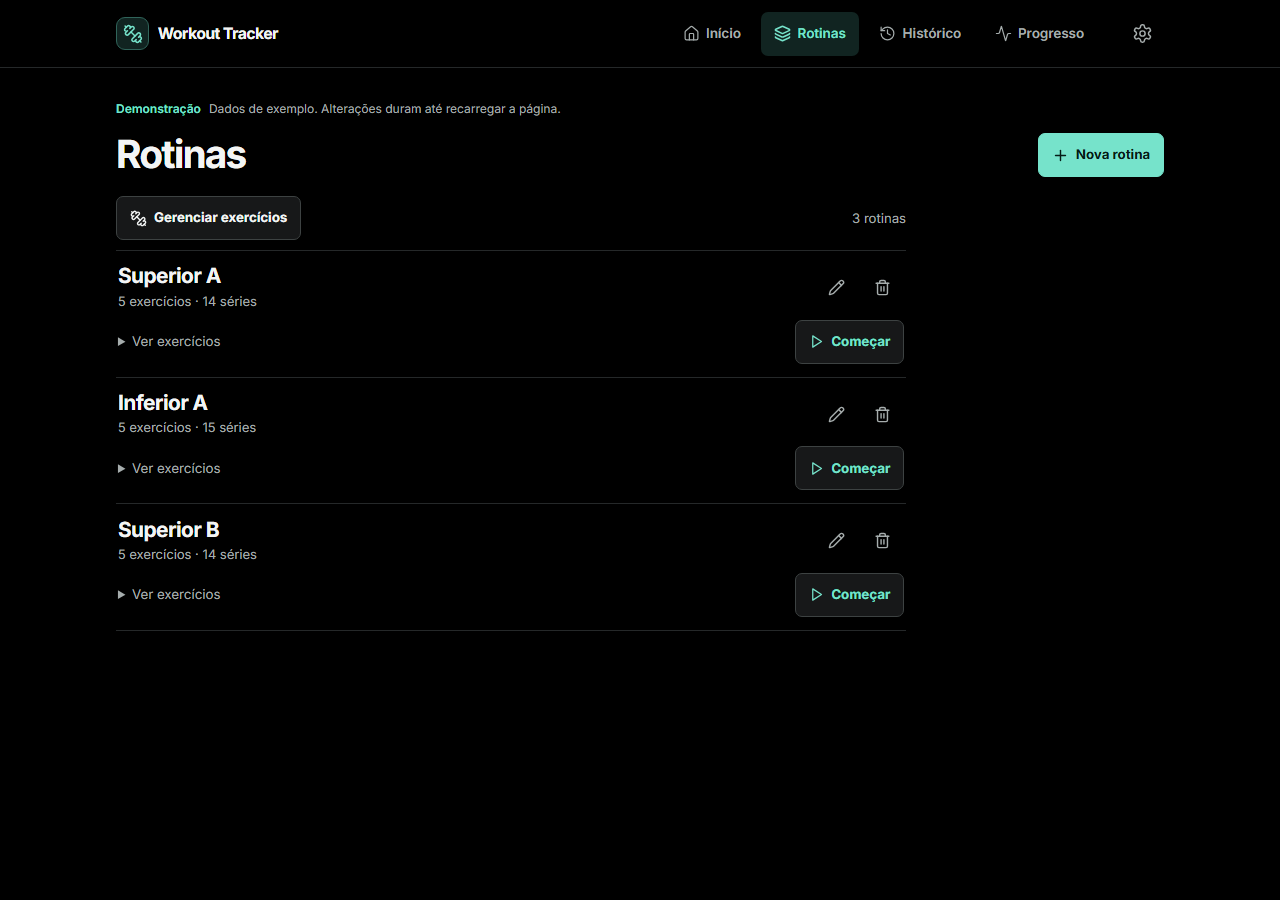 Workout Tracker
Início
Rotinas
Histórico
Progresso
Demonstração Dados de exemplo. Alterações duram até recarregar a página.
Rotinas
Nova rotina
Gerenciar exercícios
3 rotinas
Superior A
5 exercícios · 14 séries
Ver exercícios
Começar
Inferior A
5 exercícios · 15 séries
Ver exercícios
Começar
Superior B
5 exercícios · 14 séries
Ver exercícios
Começar